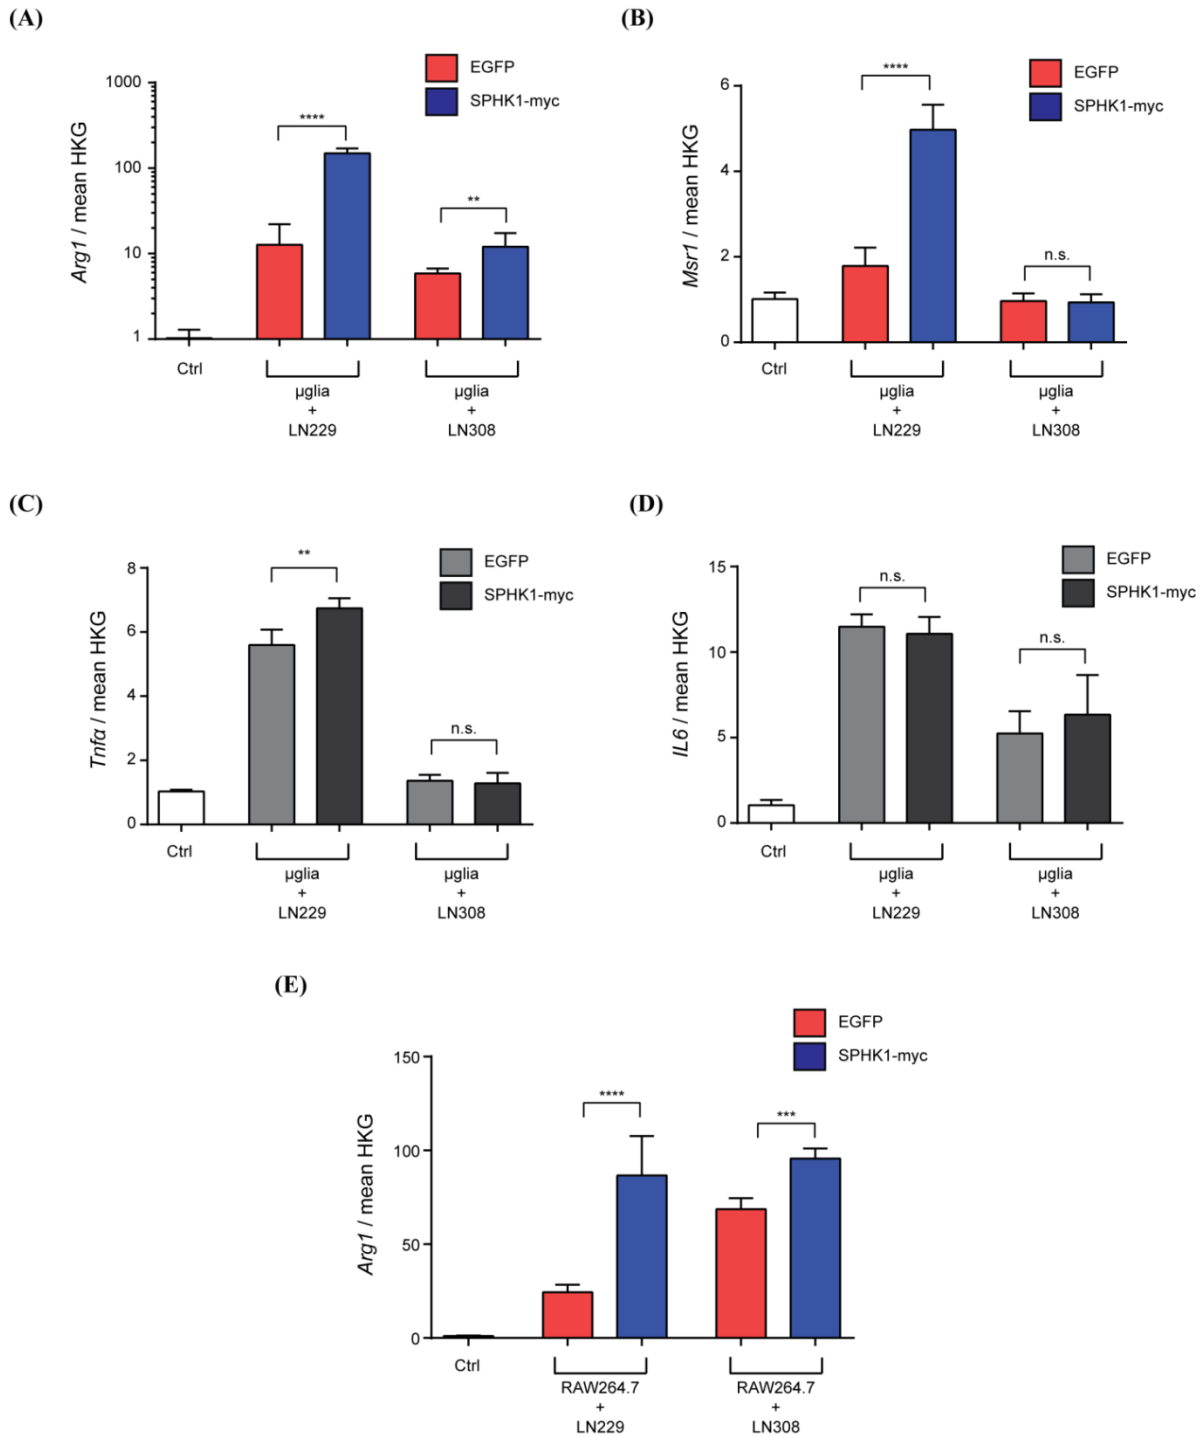 (A)
EGFP
SPHK1-myc
Arg1 / mean HKG
1000
100
10
1
****
**
Ctrl
µglia
+
LN229
µglia
+
LN308
(B)
EGFP
SPHK1-myc
Msr1 / mean HKG
6
4
2
0
****
n.s.
Ctrl
µglia
+
LN229
µglia
+
LN308
(C)
EGFP
SPHK1-myc
Tnfα / mean HKG
8
6
4
2
0
**
n.s.
Ctrl
µglia
+
LN229
µglia
+
LN308
(D)
EGFP
SPHK1-myc
IL6 / mean HKG
15
10
5
0
n.s.
n.s.
Ctrl
µglia
+
LN229
µglia
+
LN308
(E)
EGFP
SPHK1-myc
Arg1 / mean HKG
150
100
50
0
****
***
Ctrl
RAW264.7
+
LN229
RAW264.7
+
LN308